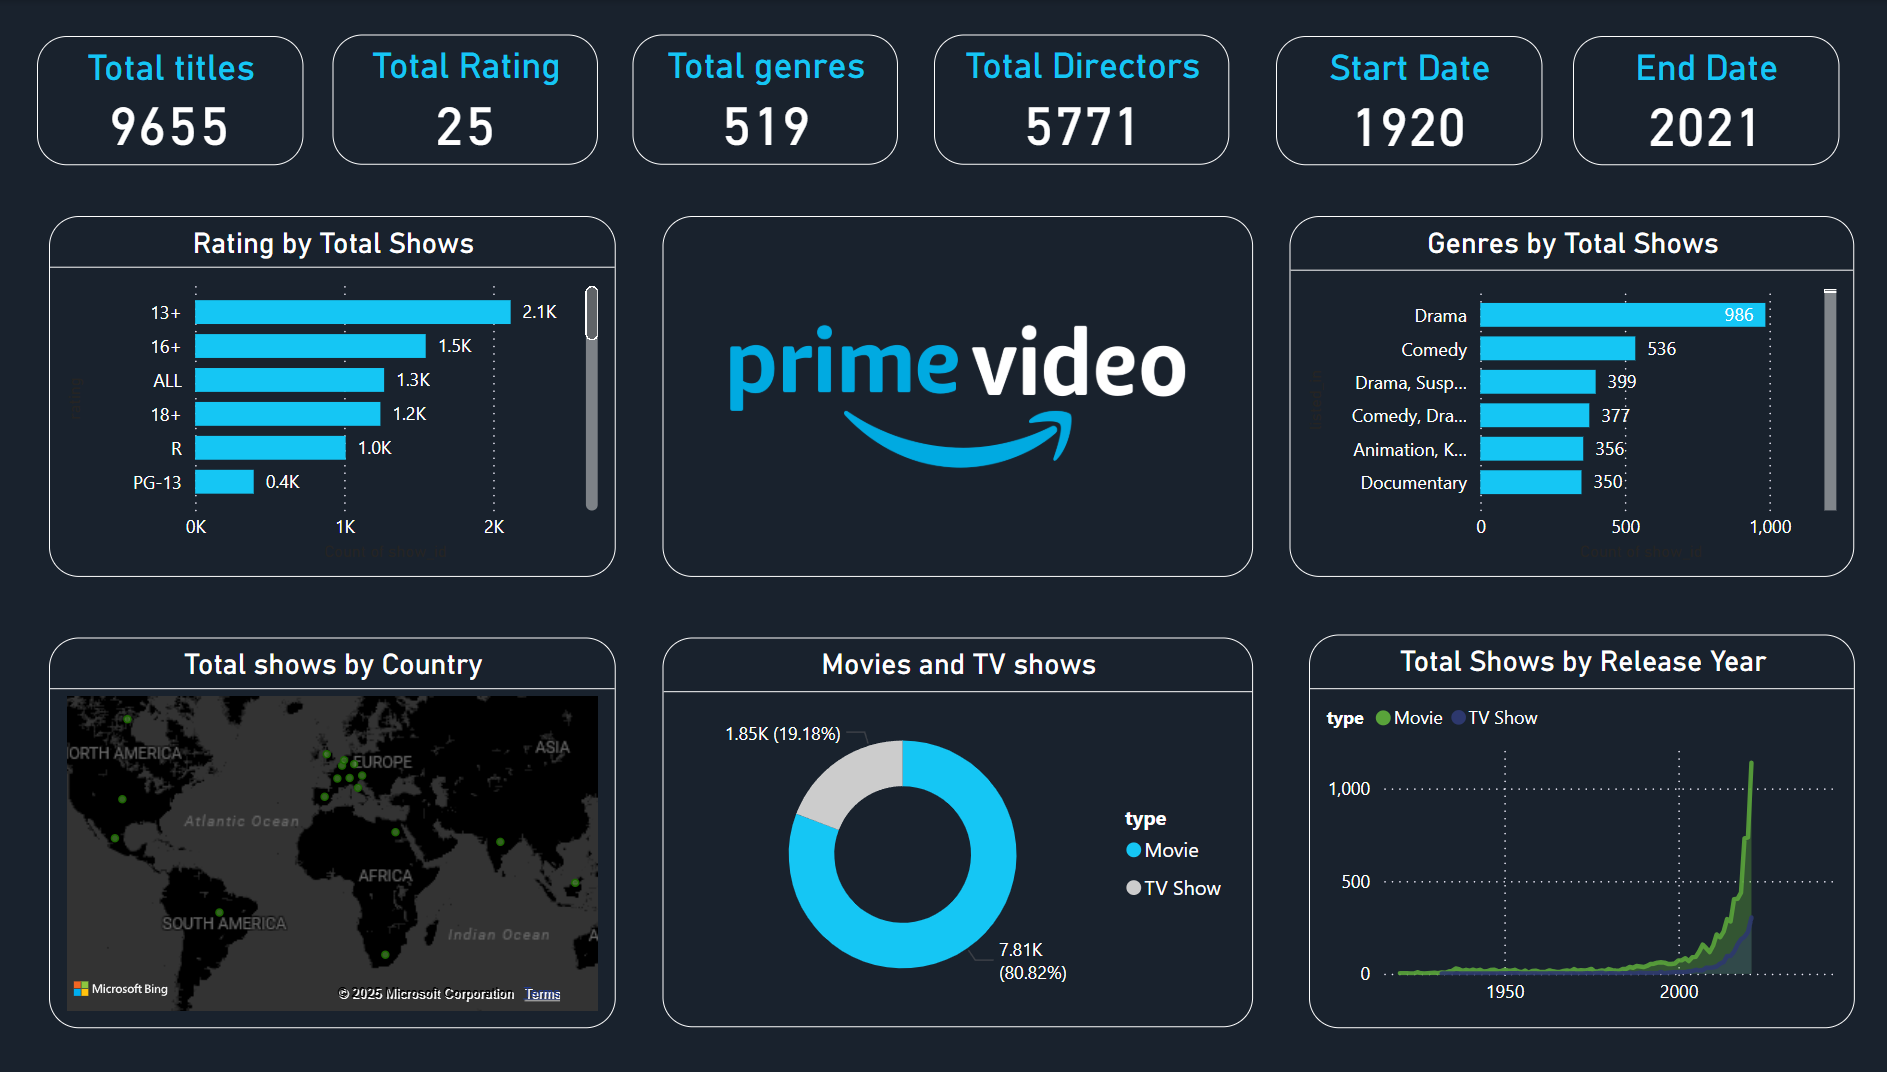 Total titles
9655
Total Rating
25
Total genres
519
Total Directors
5771
Start Date
1920
End Date
2021
Rating by Total Shows
13+ 2.1K
16+ 1.5K
ALL 1.3K
18+ 1.2K
R 1.0K
PG-13 0.4K
0K 1K 2K
prime video
Genres by Total Shows
Drama 986
Comedy 536
Drama, Susp... 399
Comedy, Dra... 377
Animation, K... 356
Documentary 350
0 500 1,000
Total shows by Country
ORTH AMERICA
EUROPE
ASIA
Atlantic Ocean
AFRICA
SOUTH AMERICA
Indian Ocean
A
Microsoft Bing
© 2025 Microsoft Corporation Terms
Movies and TV shows
1.85K (19.18%)
7.81K
(80.82%)
type
Movie
TV Show
Total Shows by Release Year
type Movie TV Show
1,000
500
0
1950 2000